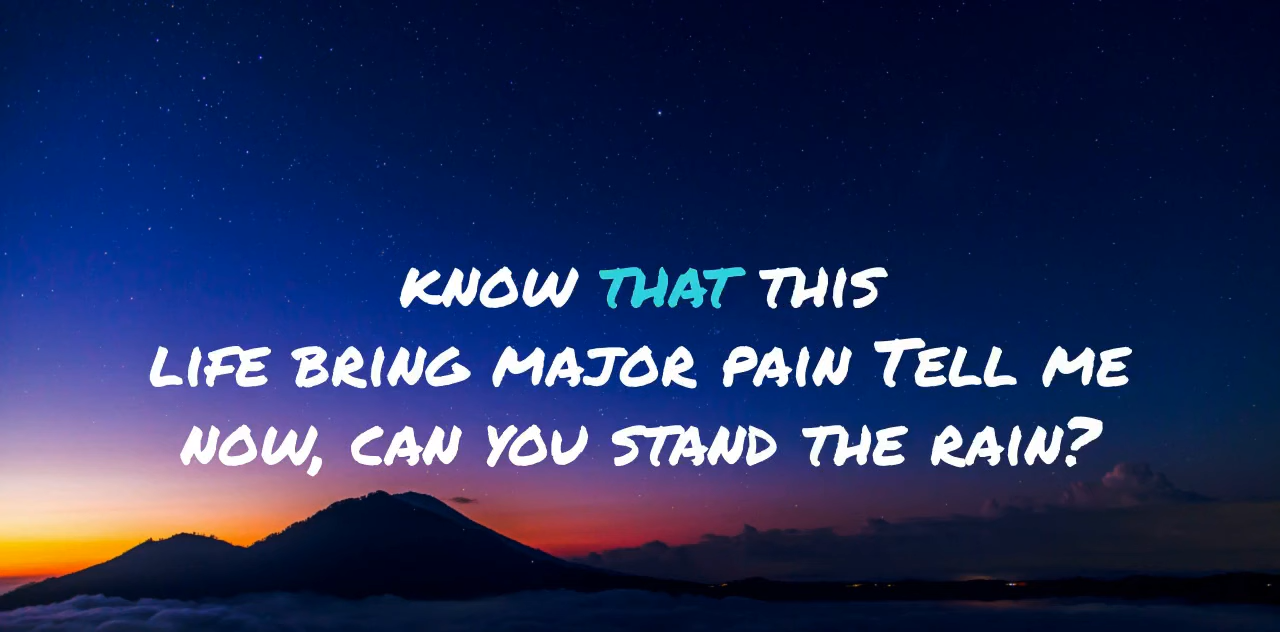 KNOW THAT THIS
LIFE BRING MAJOR PAIN TELL ME
NOW, CAN YOU STAND THE RAIN?